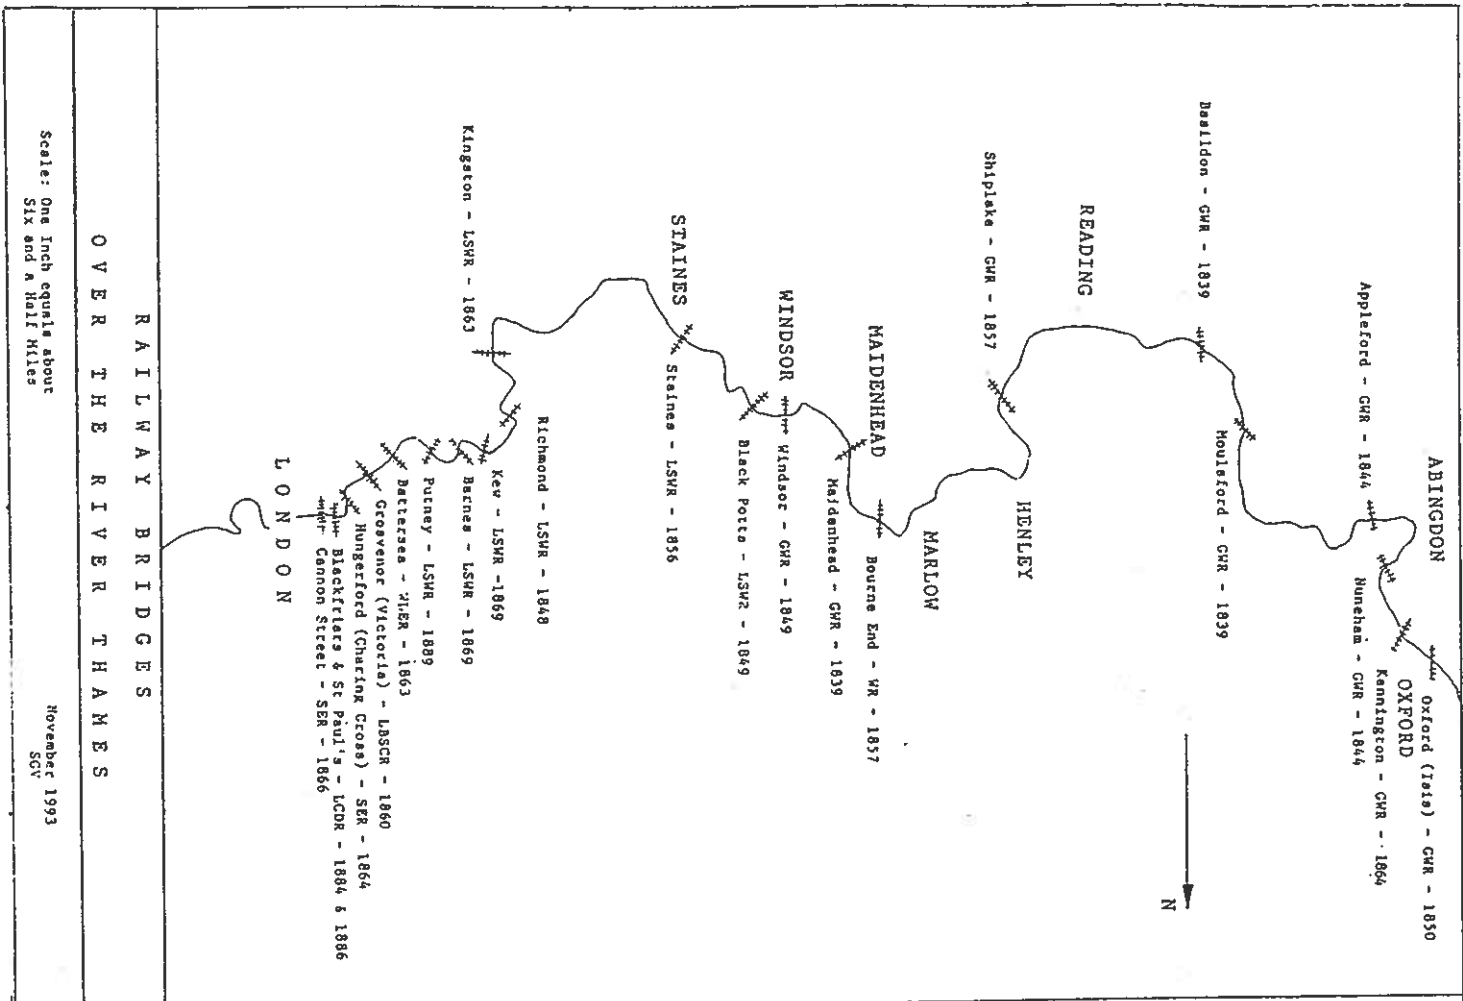 RAILWAY BRIDGES
OVER THE RIVER THAMES
Scale: One Inch equals about
Six and a Half Miles
November 1993
SGV
ABINGDON
Oxford (Isis) - GWR - 1850
OXFORD
Kennington - GWR - 1864
Nuneham - GWR - 1844
Appleford - GWR - 1844
Moulsford - GWR - 1839
Basildon - GWR - 1839
N
READING
Shiplake - GWR - 1857
HENLEY
MARLOW
Bourne End - WR - 1857
MAIDENHEAD
Maidenhead - GWR - 1839
WINDSOR
Windsor - GWR - 1849
Black Potts - LSWR - 1849
STAINES
Staines - LSWR - 1856
Kingston - LSWR - 1863
Richmond - LSWR - 1848
Kew - LSWR -1869
Barnes - LSWR - 1869
Putney - LSWR - 1889
Battersea - WLER - 1863
Grosvenor (Victoria) - LBSCR - 1860
Hungerford (Charing Cross) - SER - 1864
Blackfriars & St Paul's - LCDR - 1884 & 1886
Cannon Street - SER - 1866
LONDON